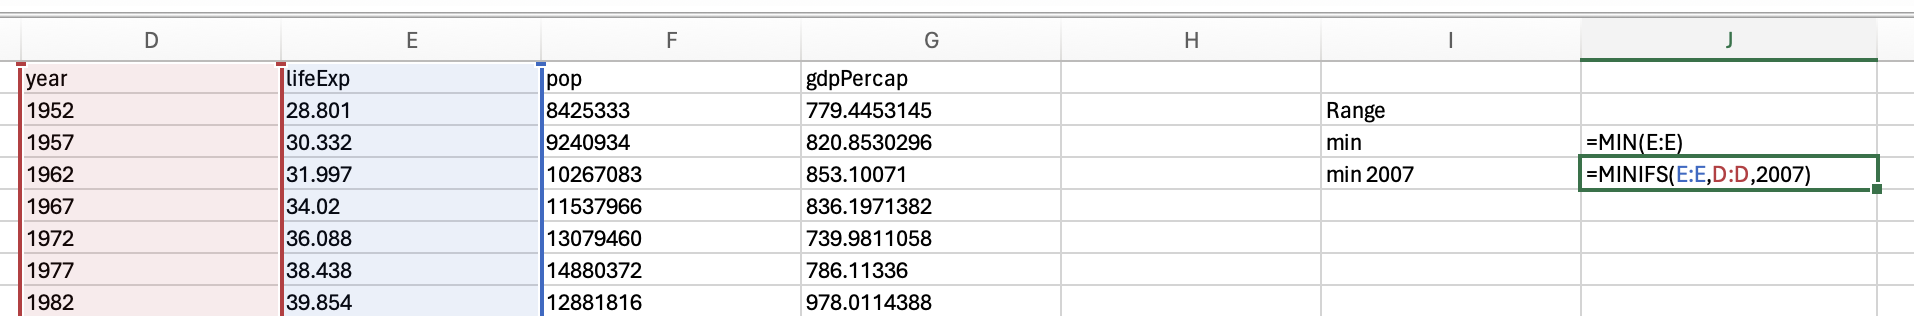 D E F G H I J
year lifeExp pop gdpPercap
1952 28.801 8425333 779.4453145 Range
1957 30.332 9240934 820.8530296 min =MIN(E:E)
1962 31.997 10267083 853.10071 min 2007 =MINIFS(E:E,D:D,2007)
1967 34.02 11537966 836.1971382
1972 36.088 13079460 739.9811058
1977 38.438 14880372 786.11336
1982 39.854 12881816 978.0114388